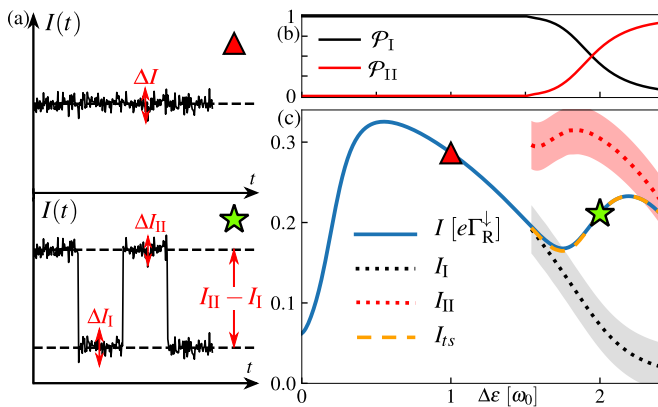 (a)
I(t)
ΔI
t
I(t)
ΔI_II
I_II − I_I
ΔI_I
t
1
(b)
𝒫_I
𝒫_II
0
(c)
0.3
0.2
0.1
0.0
I [eΓ_R^↓]
I_I
I_II
I_ts
0
1
Δε [ω_0]
2